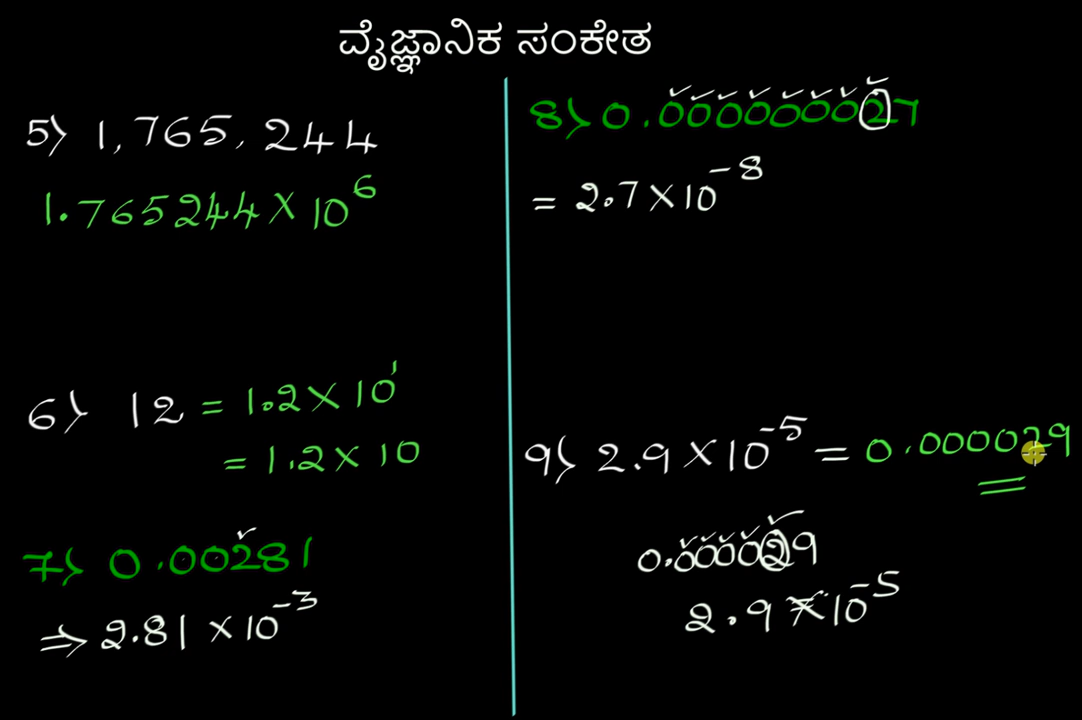 ವೈಜ್ಞಾನಿಕ ಸಂಕೇತ
5) 1,765,244
1.765244 × 10⁶
6) 12 = 1.2 × 10¹
= 1.2 × 10
7) 0.00281
⇒ 2.81 × 10⁻³
8) 0.000000027
= 2.7 × 10⁻⁸
9) 2.9 × 10⁻⁵ = 0.000029
0.000029
2.9 × 10⁻⁵